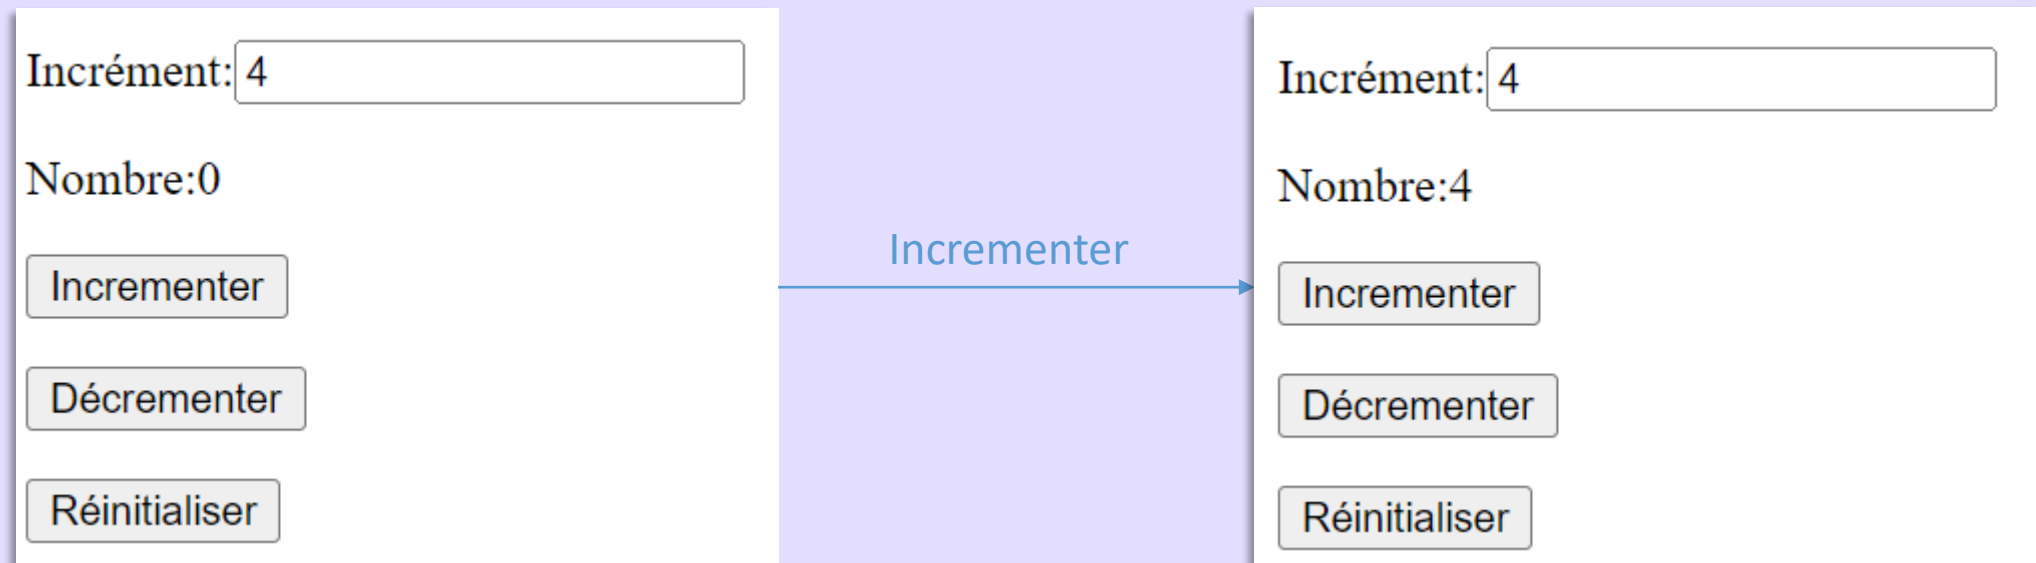 Incrément: 4
Nombre:0
Incrementer
Décrementer
Réinitialiser
Incrementer
Incrément: 4
Nombre:4
Incrementer
Décrementer
Réinitialiser